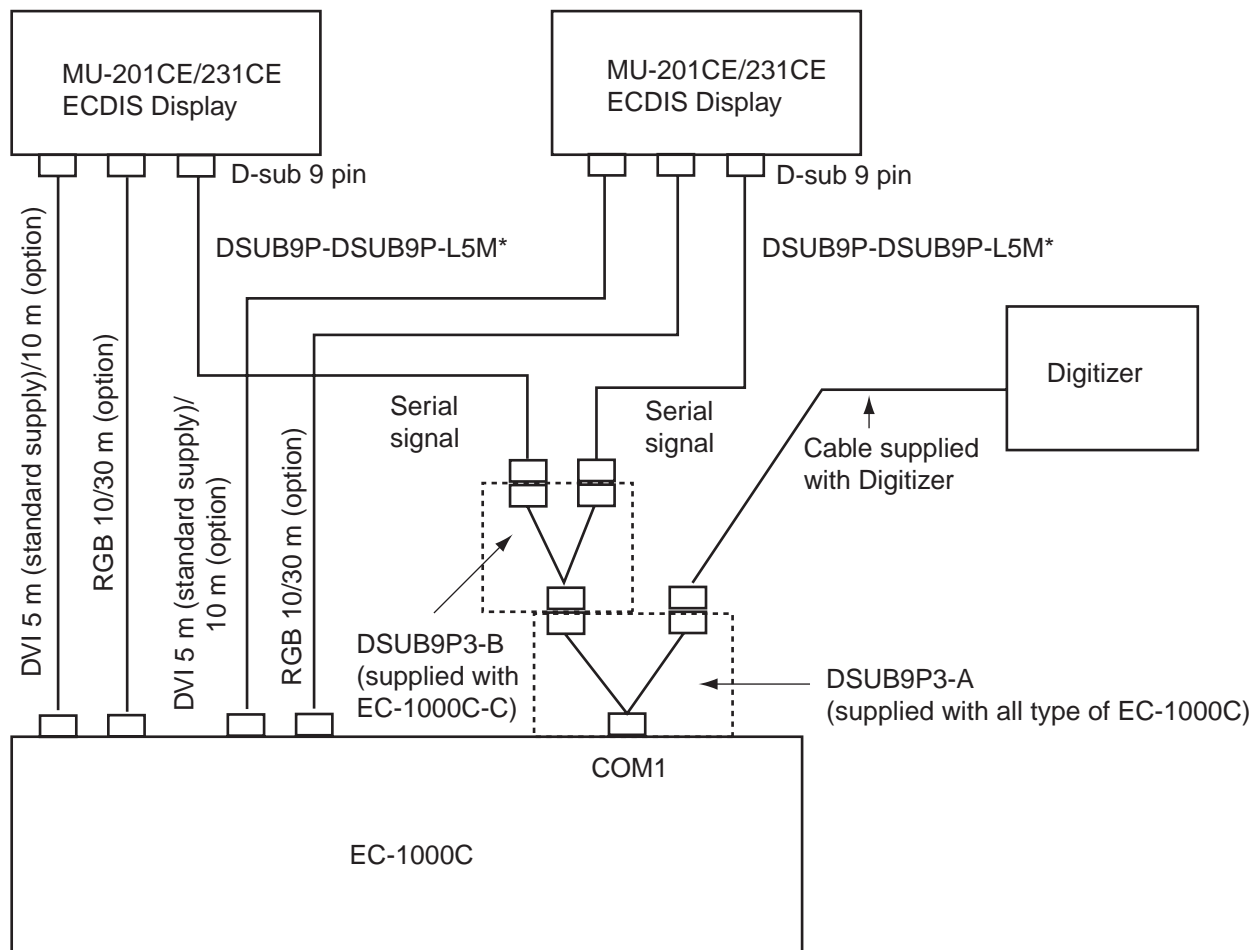 MU-201CE/231CE
ECDIS Display
MU-201CE/231CE
ECDIS Display
D-sub 9 pin
D-sub 9 pin
DSUB9P-DSUB9P-L5M*
DSUB9P-DSUB9P-L5M*
DVI 5 m (standard supply)/10 m (option)
RGB 10/30 m (option)
DVI 5 m (standard supply)/
10 m (option)
RGB 10/30 m (option)
Serial
signal
Serial
signal
Digitizer
Cable supplied
with Digitizer
DSUB9P3-B
(supplied with
EC-1000C-C)
DSUB9P3-A
(supplied with all type of EC-1000C)
COM1
EC-1000C